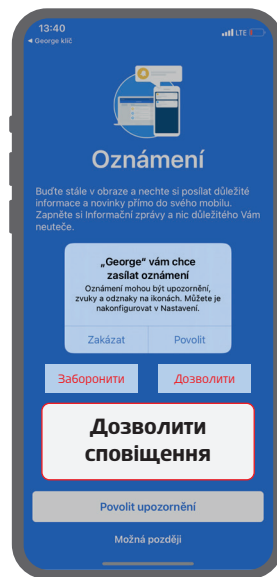 13:40
LTE
◀ George klíč
Oznámení
Buďte stále v obraze a nechte si posílat důležité
informace a novinky přímo do svého mobilu.
Zapněte si Informační zprávy a nic důležitého Vám
neuteče.
„George“ vám chce
zasílat oznámení
Oznámení mohou být upozornění,
zvuky a odznaky na ikonách. Můžete je
nakonfigurovat v Nastavení.
Zakázat Povolit
Заборонити Дозволити
Дозволити
сповіщення
Povolit upozornění
Možná později